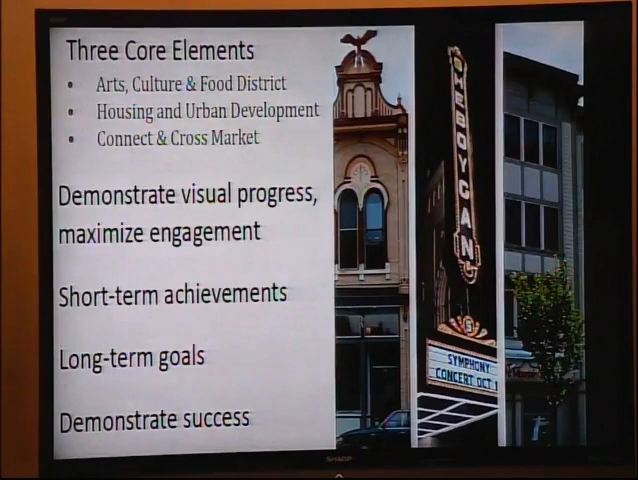 Three Core Elements
• Arts, Culture & Food District
• Housing and Urban Development
• Connect & Cross Market
Demonstrate visual progress,
maximize engagement
Short-term achievements
Long-term goals
Demonstrate success
SHEBOYGAN
S
SYMPHONY
CONCERT OCT 1
SHARP